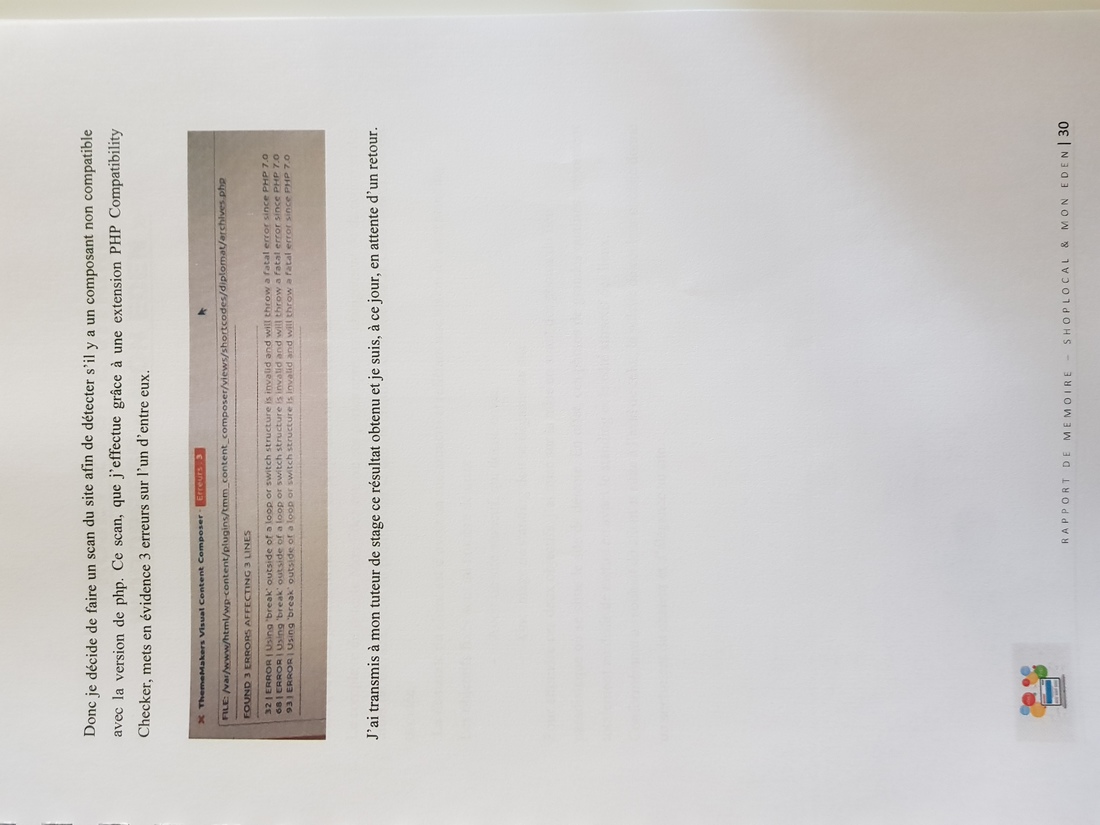 Donc je décide de faire un scan du site afin de détecter s'il y a un composant non compatible
avec la version de php. Ce scan, que j'effectue grâce à une extension PHP Compatibility
Checker, mets en évidence 3 erreurs sur l'un d'entre eux.
ThemeMakers Visual Content Composer - Erreurs : 3
FILE: /var/www/html/wp-content/plugins/tmm_content_composer/views/shortcodes/diplomat/archives.php
FOUND 3 ERRORS AFFECTING 3 LINES
32 | ERROR | Using 'break' outside of a loop or switch structure is invalid and will throw a fatal error since PHP 7.0
68 | ERROR | Using 'break' outside of a loop or switch structure is invalid and will throw a fatal error since PHP 7.0
93 | ERROR | Using 'break' outside of a loop or switch structure is invalid and will throw a fatal error since PHP 7.0
J'ai transmis à mon tuteur de stage ce résultat obtenu et je suis, à ce jour, en attente d'un retour.
RAPPORT DE MEMOIRE – SHOPLOCAL & MON EDEN | 30